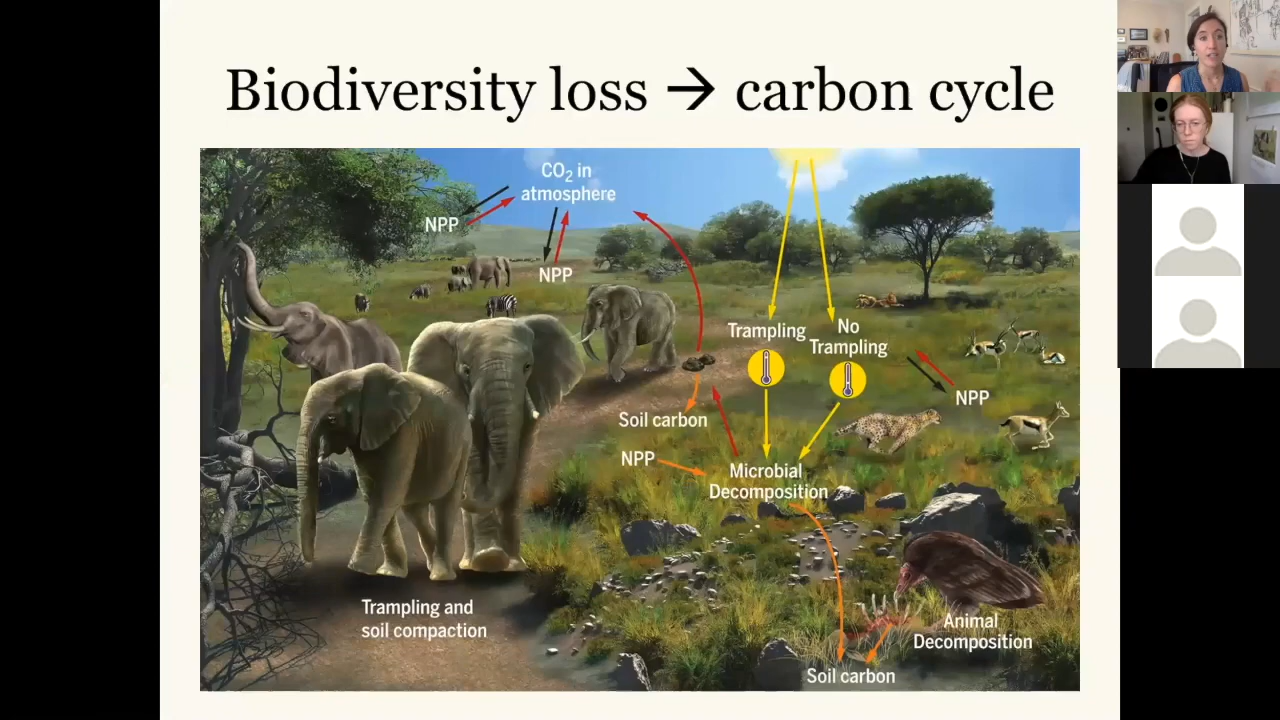 Biodiversity loss → carbon cycle
CO₂ in
atmosphere
NPP
NPP
Trampling
No
Trampling
NPP
Soil carbon
NPP
Microbial
Decomposition
Trampling and
soil compaction
Animal
Decomposition
Soil carbon